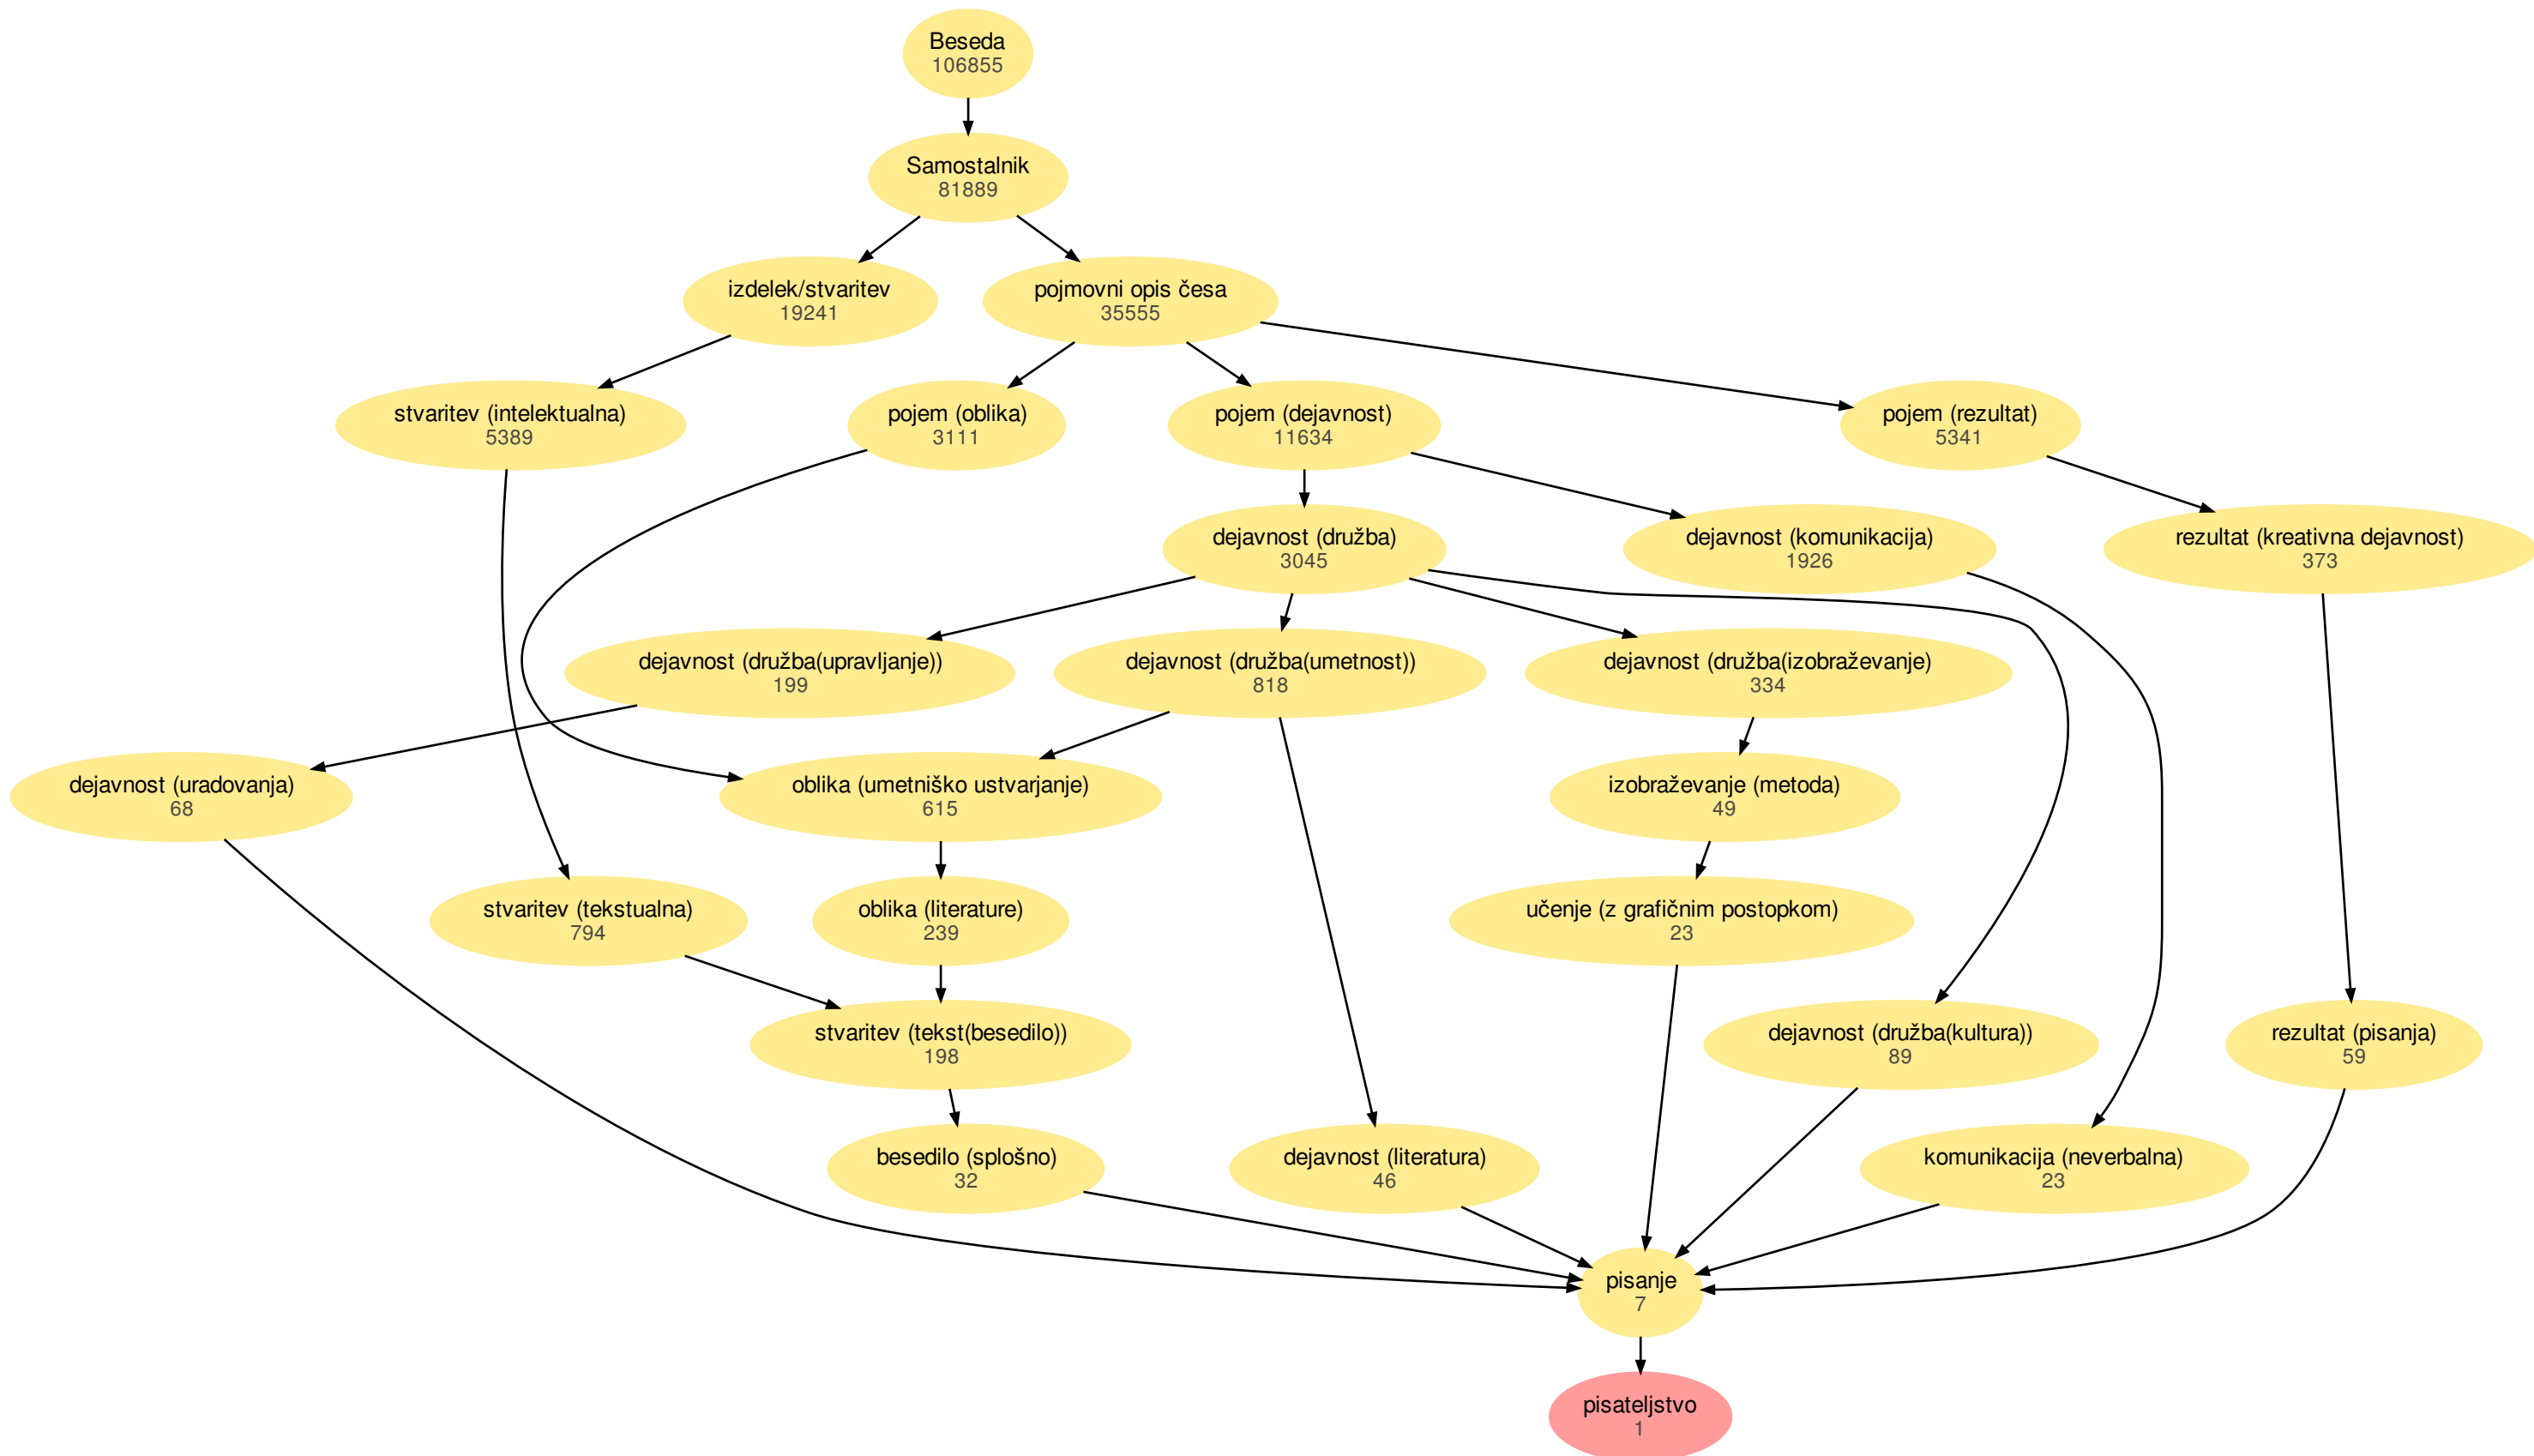 Beseda
106855
Samostalnik
81889
izdelek/stvaritev
19241
pojmovni opis česa
35555
stvaritev (intelektualna)
5389
pojem (oblika)
3111
pojem (dejavnost)
11634
pojem (rezultat)
5341
dejavnost (družba)
3045
dejavnost (komunikacija)
1926
rezultat (kreativna dejavnost)
373
dejavnost (družba(upravljanje))
199
dejavnost (družba(umetnost))
818
dejavnost (družba(izobraževanje)
334
dejavnost (uradovanja)
68
oblika (umetniško ustvarjanje)
615
izobraževanje (metoda)
49
stvaritev (tekstualna)
794
oblika (literature)
239
učenje (z grafičnim postopkom)
23
stvaritev (tekst(besedilo))
198
dejavnost (družba(kultura))
89
rezultat (pisanja)
59
besedilo (splošno)
32
dejavnost (literatura)
46
komunikacija (neverbalna)
23
pisanje
7
pisateljstvo
1